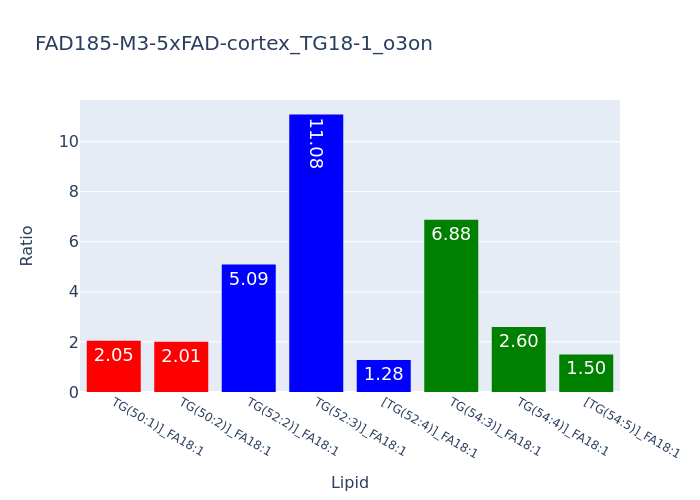 FAD185-M3-5xFAD-cortex_TG18-1_o3on
Ratio
10
8
6
4
2
0
2.05
2.01
5.09
11.08
1.28
6.88
2.60
1.50
TG(50:1)]_FA18:1
TG(50:2)]_FA18:1
TG(52:2)]_FA18:1
TG(52:3)]_FA18:1
[TG(52:4)]_FA18:1
TG(54:3)]_FA18:1
TG(54:4)]_FA18:1
[TG(54:5)]_FA18:1
Lipid